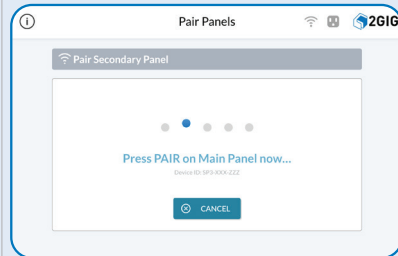 Pair Panels
2GIG
Pair Secondary Panel
Press PAIR on Main Panel now...
Device ID: SP3-XXX-ZZZ
CANCEL